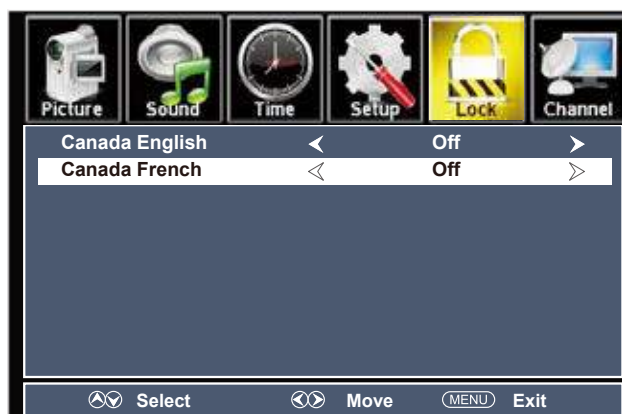 Picture Sound Time Setup Lock Channel
Canada English Off
Canada French Off
Select Move MENU Exit